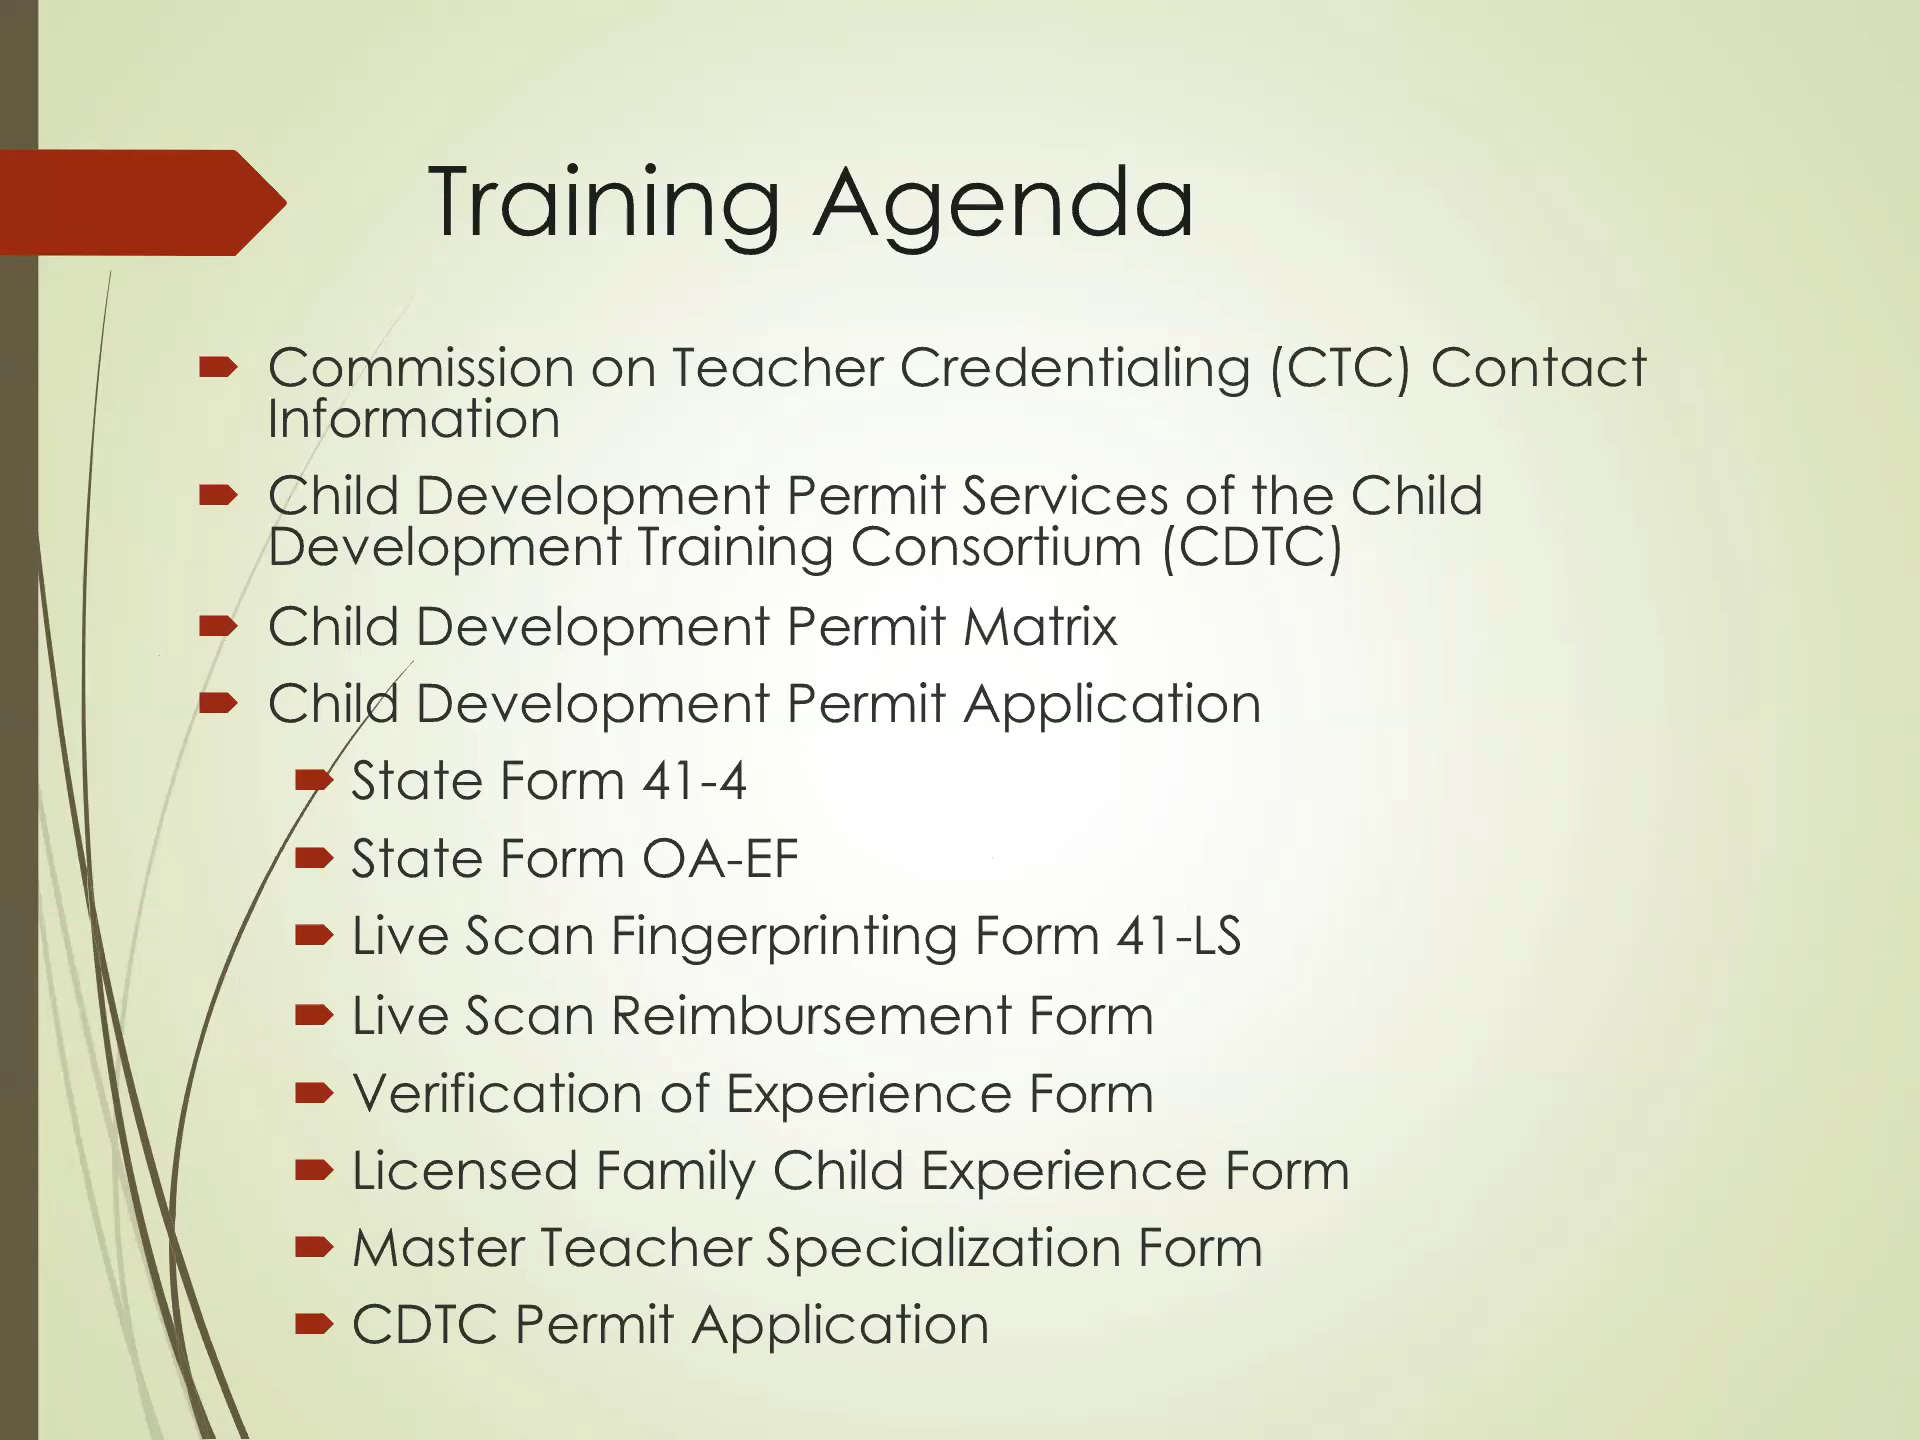 Training Agenda
Commission on Teacher Credentialing (CTC) Contact
Information
Child Development Permit Services of the Child
Development Training Consortium (CDTC)
Child Development Permit Matrix
Child Development Permit Application
State Form 41-4
State Form OA-EF
Live Scan Fingerprinting Form 41-LS
Live Scan Reimbursement Form
Verification of Experience Form
Licensed Family Child Experience Form
Master Teacher Specialization Form
CDTC Permit Application